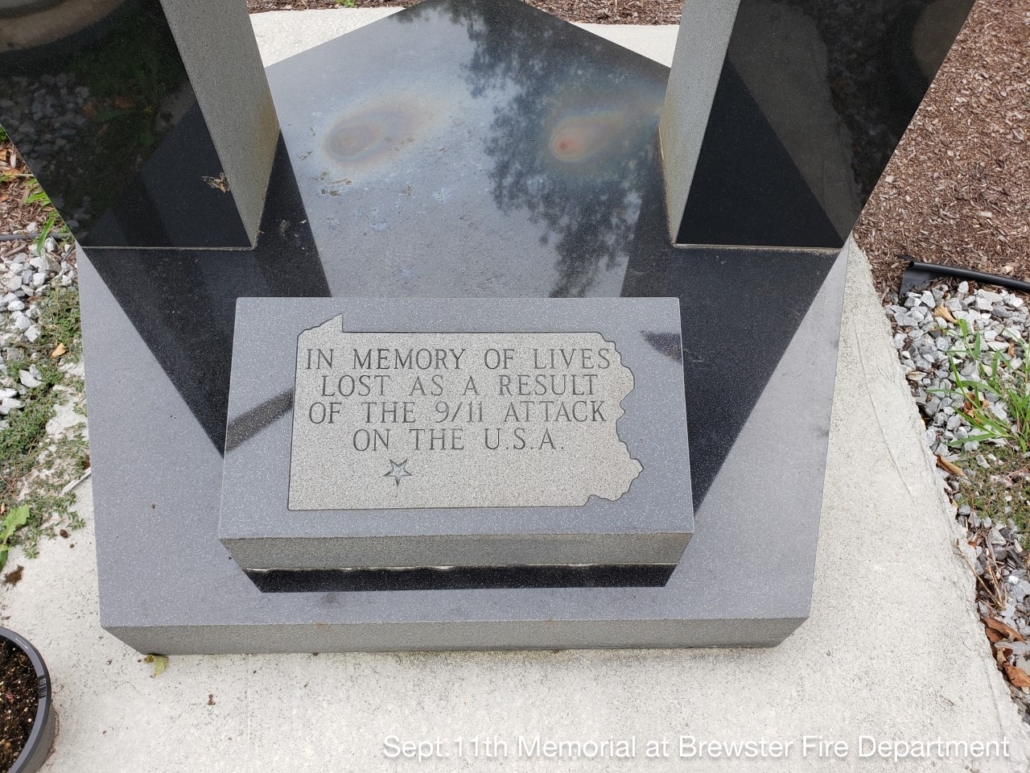 IN MEMORY OF LIVES
LOST AS A RESULT
OF THE 9/11 ATTACK
ON THE U.S.A.
Sept.11th Memorial at Brewster Fire Department